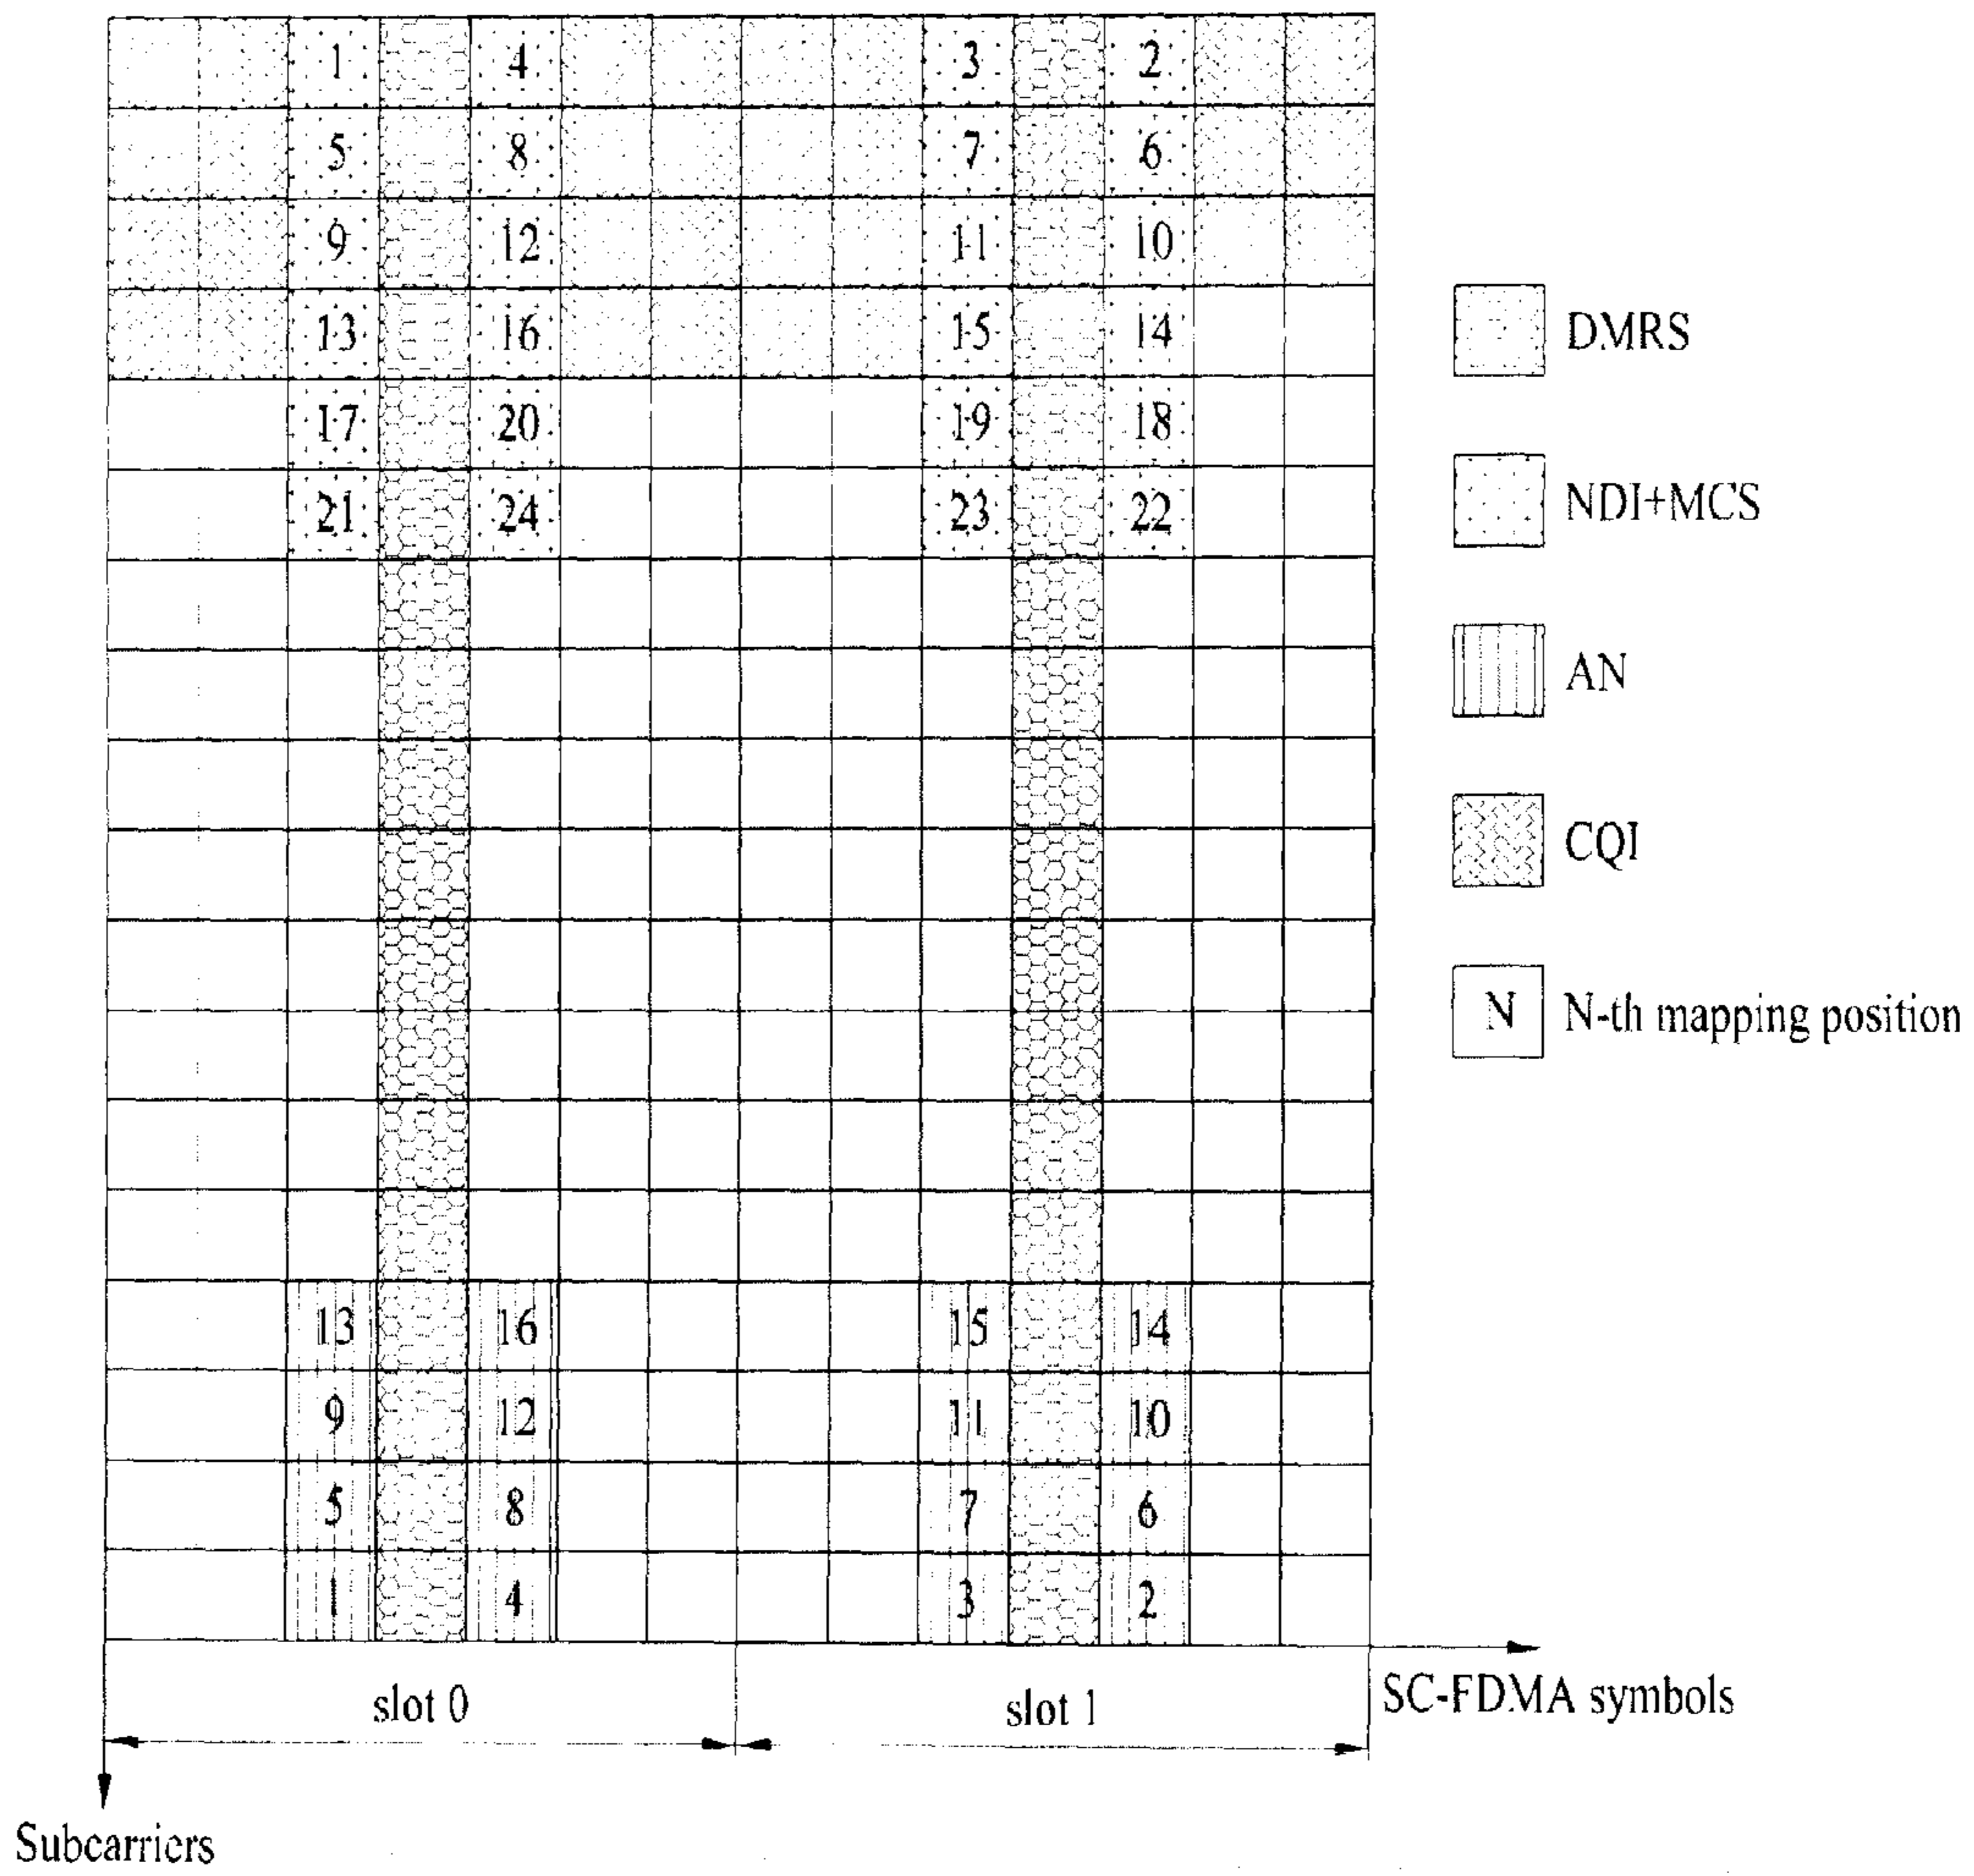 1 4 3 2
5 8 7 6
9 12 11 10
13 16 15 14
17 20 19 18
21 24 23 22
13 16 15 14
9 12 11 10
5 8 7 6
1 4 3 2
DMRS
NDI+MCS
AN
CQI
N N-th mapping position
slot 0
slot 1
SC-FDMA symbols
Subcarriers